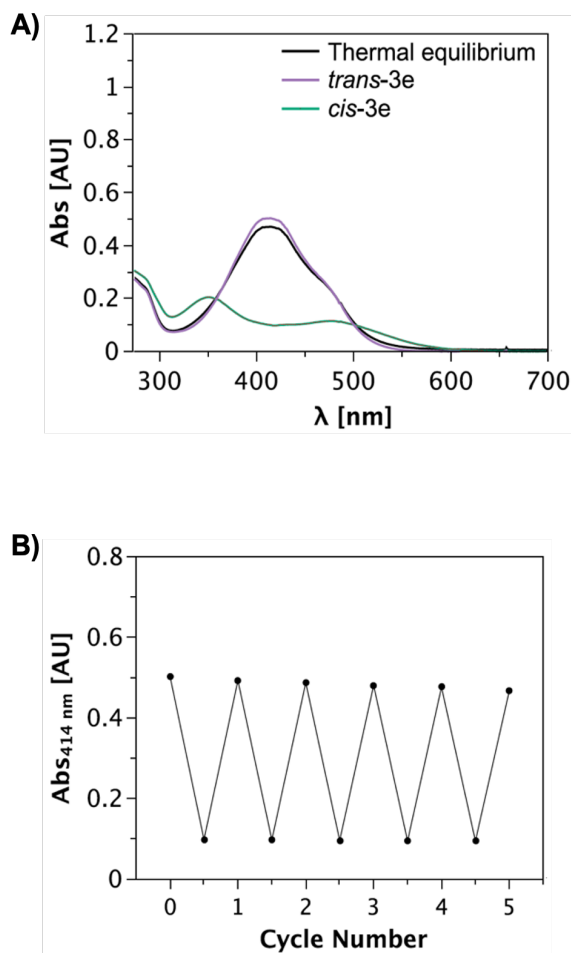 A)
1.2
1
0.8
0.6
0.4
0.2
0
Abs [AU]
Thermal equilibrium
trans-3e
cis-3e
300 400 500 600 700
λ [nm]
B)
0.8
0.6
0.4
0.2
0
Abs414 nm [AU]
0 1 2 3 4 5
Cycle Number